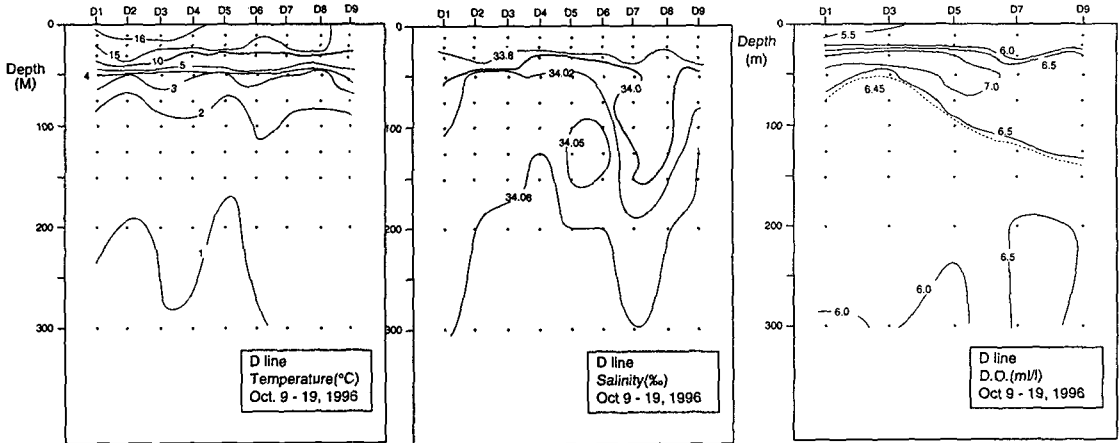 D1 D2 D3 D4 D5 D6 D7 D8 D9
0
16
15
10
5
Depth
(M)
4
3
2
100
200
1
300
D line
Temperature(°C)
Oct. 9 - 19, 1996
D1 D2 D3 D4 D5 D6 D7 D8 D9
0
33.8
34.02
34.0
100
34.05
34.06
200
300
D line
Salinity(‰)
Oct 9 - 19, 1996
D1 D3 D5 D7 D9
0
5.5
6.0
Depth
(m)
6.5
7.0
6.45
100
6.5
200
6.5
6.0
6.0
300
D line
D.O.(ml/l)
Oct 9 - 19, 1996